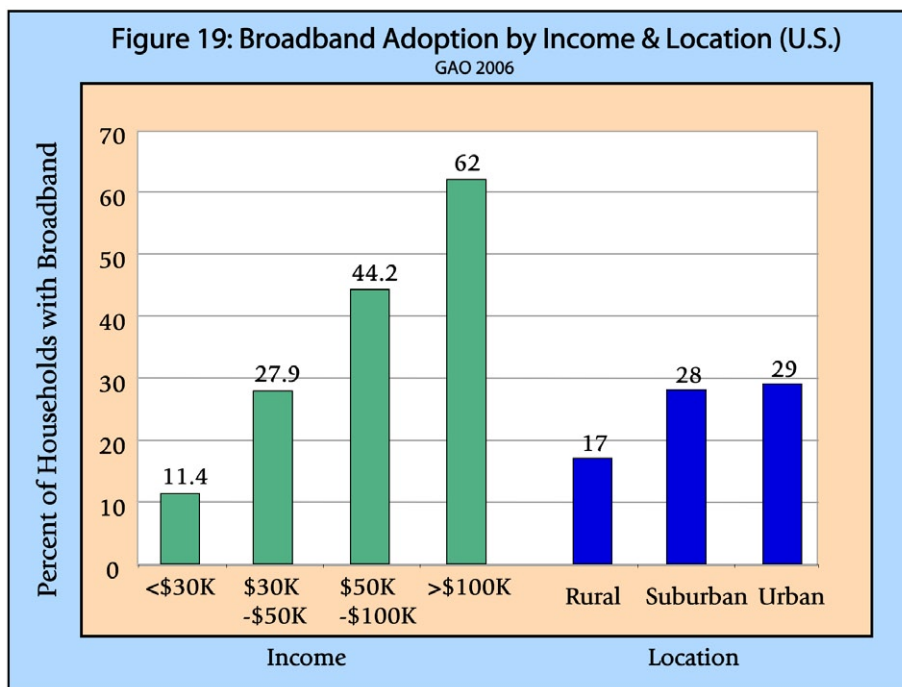 Figure 19: Broadband Adoption by Income & Location (U.S.)
GAO 2006
Percent of Households with Broadband
70
60
50
40
30
20
10
0
11.4
27.9
44.2
62
17
28
29
<$30K
$30K
-$50K
$50K
-$100K
>$100K
Rural
Suburban
Urban
Income
Location